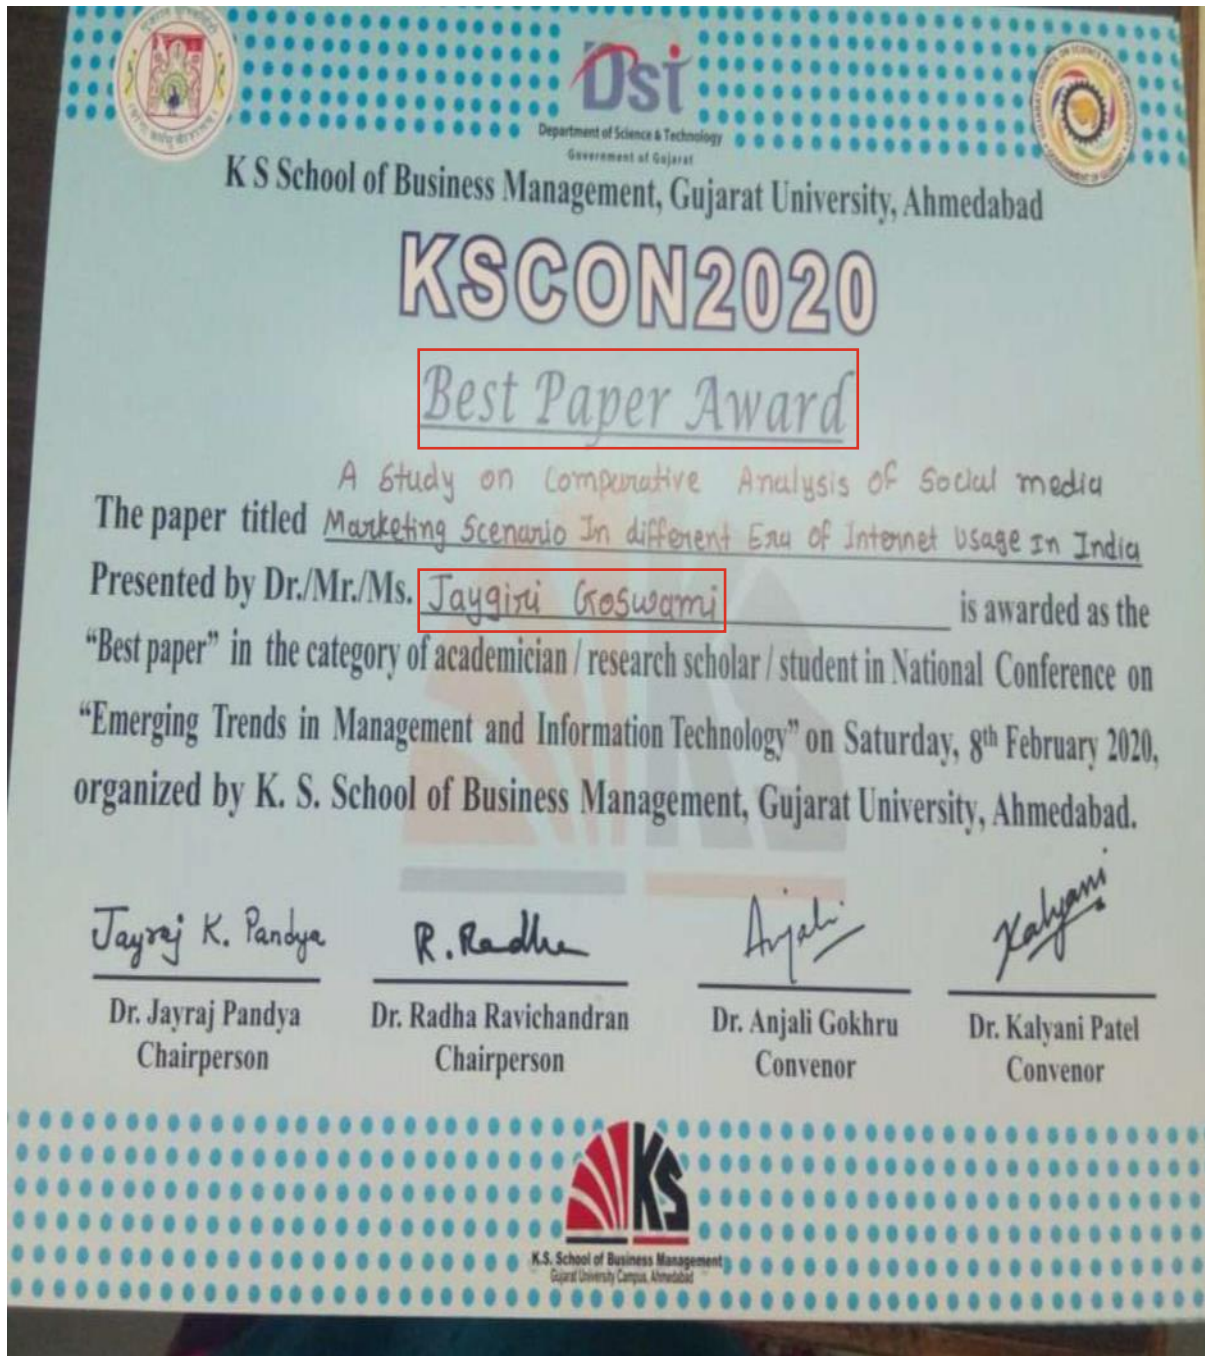 Dst
Department of Science & Technology
Government of Gujarat
K S School of Business Management, Gujarat University, Ahmedabad
KSCON2020
Best Paper Award
A Study on Comparative Analysis of Social media
The paper titled Marketing Scenario In different Era of Internet Usage In India
Presented by Dr./Mr./Ms. Jaygiri Goswami is awarded as the
“Best paper” in the category of academician / research scholar / student in National Conference on
“Emerging Trends in Management and Information Technology” on Saturday, 8th February 2020,
organized by K. S. School of Business Management, Gujarat University, Ahmedabad.
Jayraj K. Pandya R. Radha Anjali Kalyani
Dr. Jayraj Pandya Dr. Radha Ravichandran Dr. Anjali Gokhru Dr. Kalyani Patel
Chairperson Chairperson Convenor Convenor
KS
K.S. School of Business Management
Gujarat University Campus, Ahmedabad